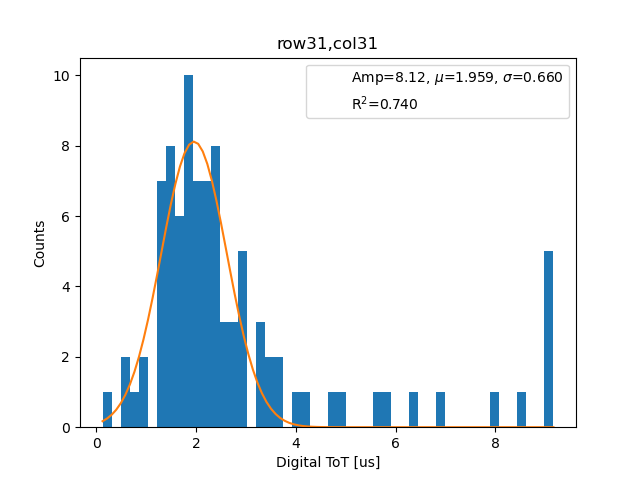 row31,col31
Amp=8.12, μ=1.959, σ=0.660
R²=0.740
Counts
10
8
6
4
2
0
0 2 4 6 8
Digital ToT [us]